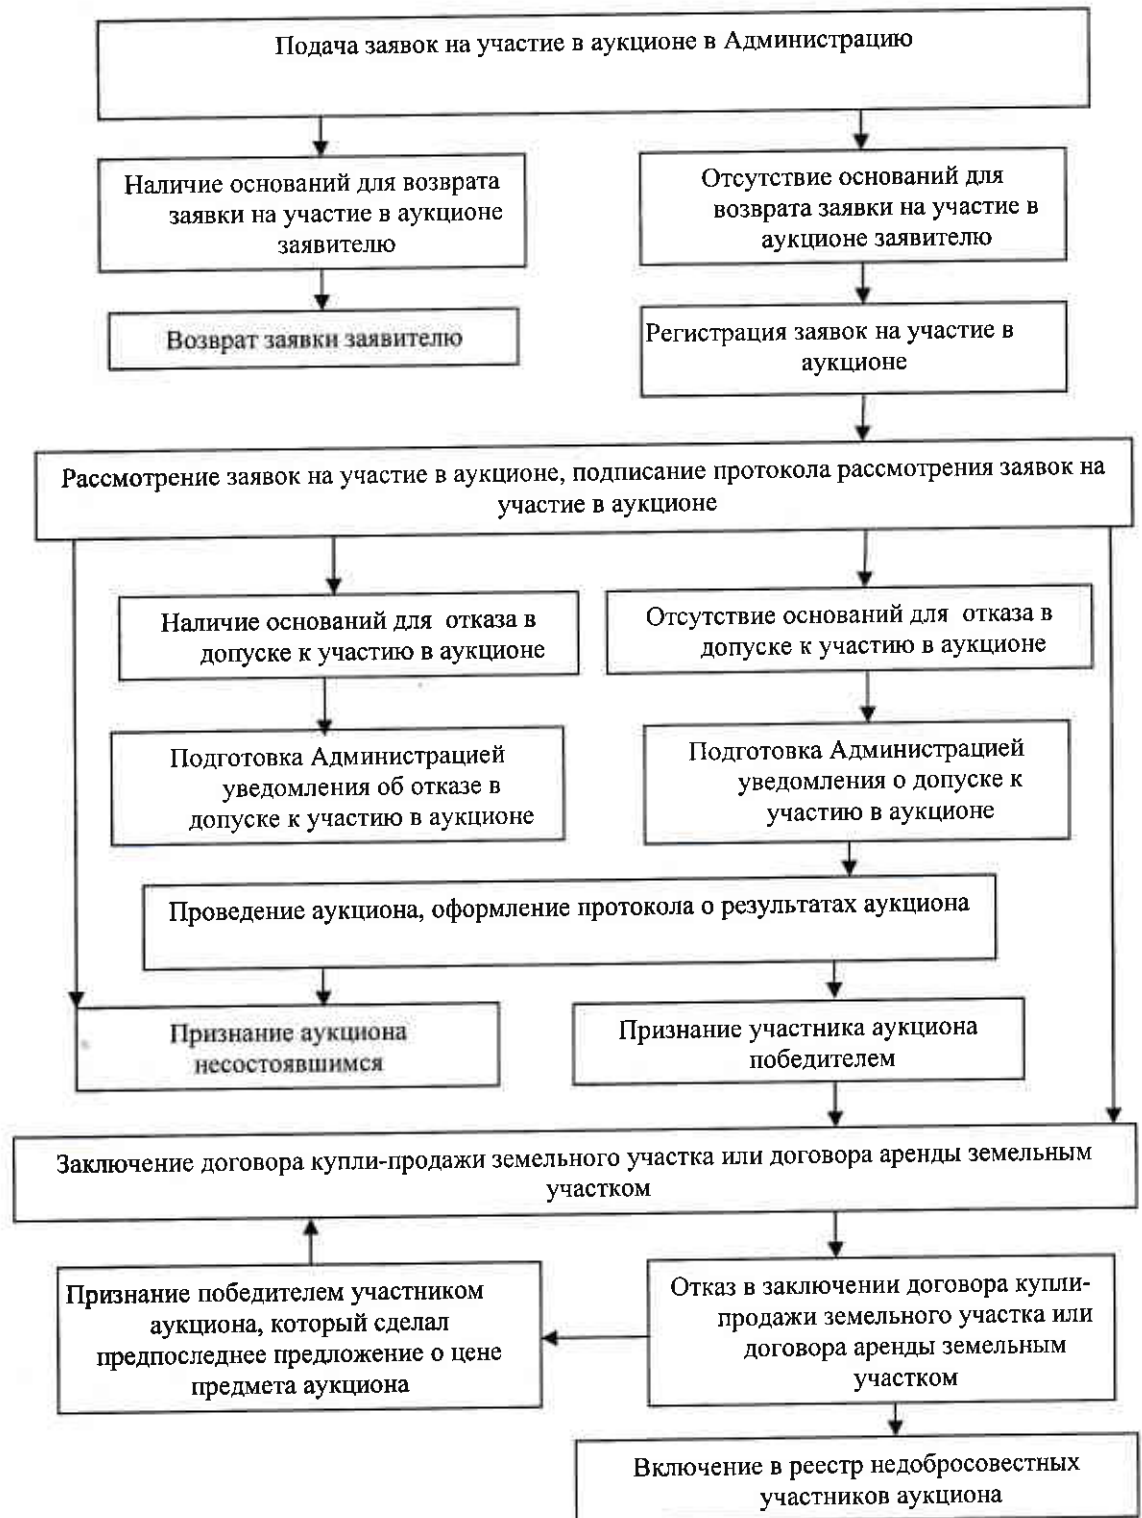 Подача заявок на участие в аукционе в Администрацию
Наличие оснований для возврата
заявки на участие в аукционе
заявителю
Отсутствие оснований для
возврата заявки на участие в
аукционе заявителю
Возврат заявки заявителю
Регистрация заявок на участие в
аукционе
Рассмотрение заявок на участие в аукционе, подписание протокола рассмотрения заявок на
участие в аукционе
Наличие оснований для отказа в
допуске к участию в аукционе
Отсутствие оснований для отказа в
допуске к участию в аукционе
Подготовка Администрацией
уведомления об отказе в
допуске к участию в аукционе
Подготовка Администрацией
уведомления о допуске к
участию в аукционе
Проведение аукциона, оформление протокола о результатах аукциона
Признание аукциона
несостоявшимся
Признание участника аукциона
победителем
Заключение договора купли-продажи земельного участка или договора аренды земельным
участком
Признание победителем участником
аукциона, который сделал
предпоследнее предложение о цене
предмета аукциона
Отказ в заключении договора купли-
продажи земельного участка или
договора аренды земельным
участком
Включение в реестр недобросовестных
участников аукциона